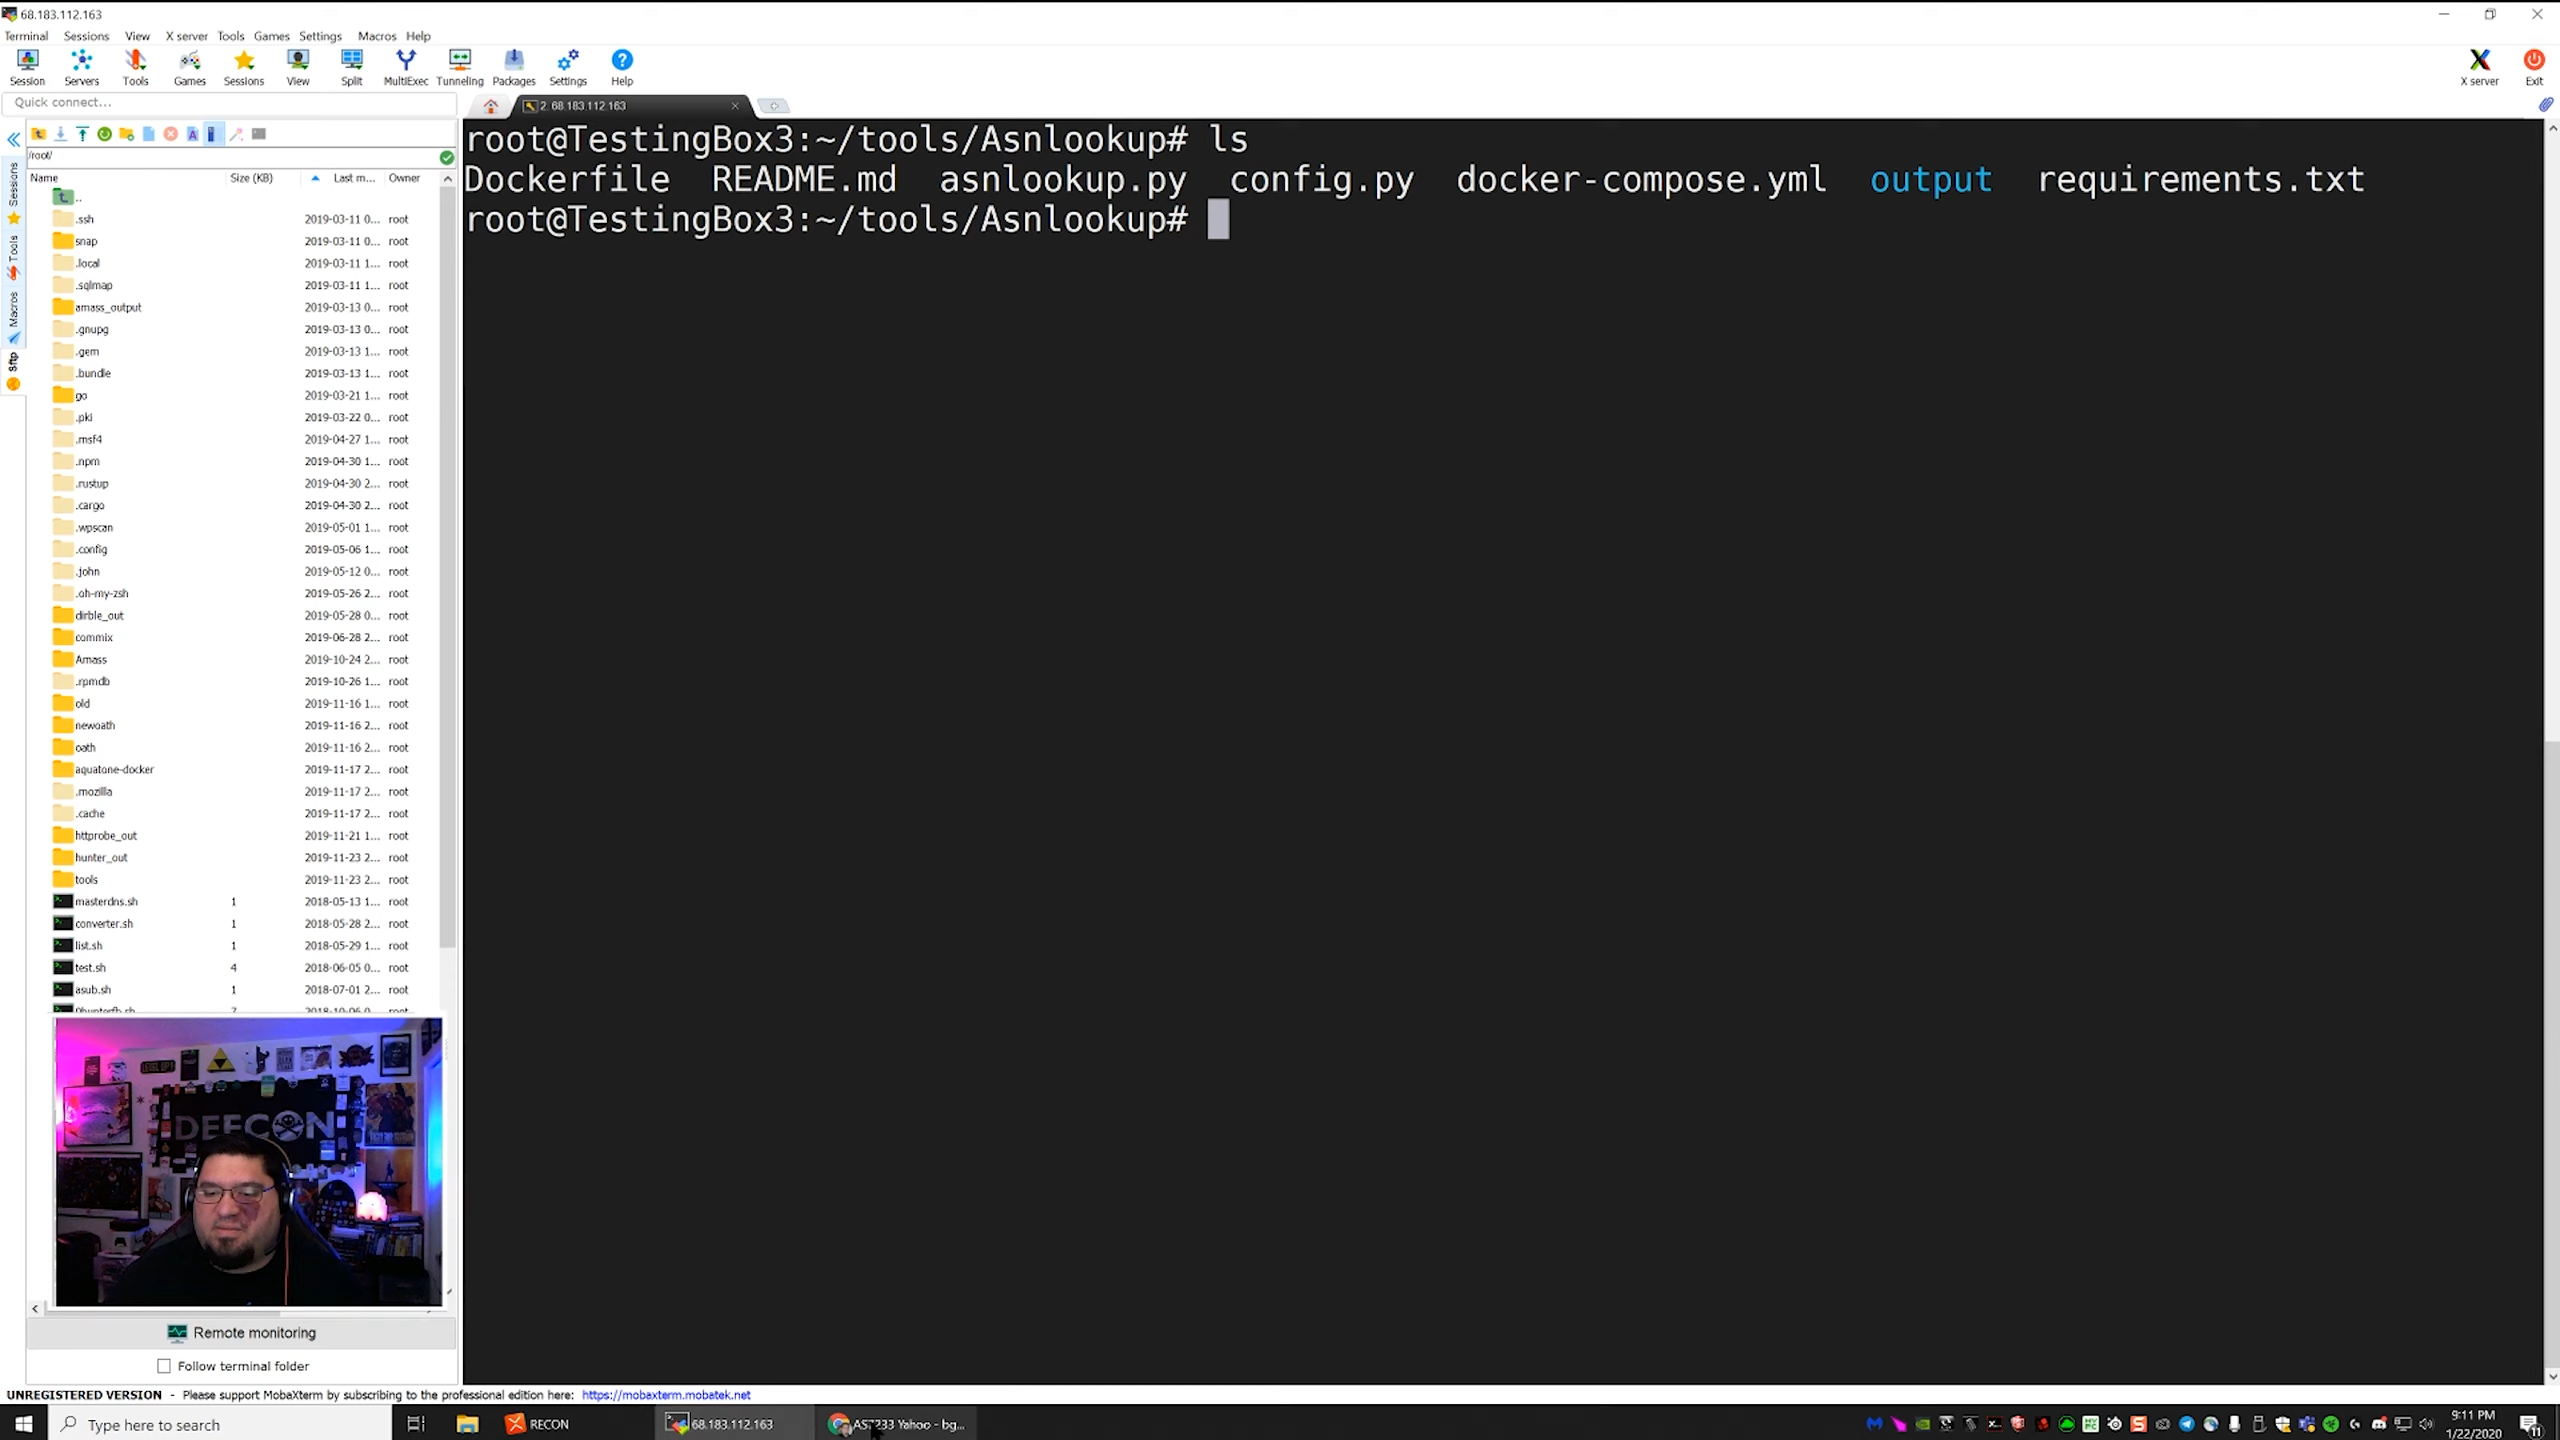 68.183.112.163
Terminal Sessions View X server Tools Games Settings Macros Help
Session Servers Tools Games Sessions View Split MultiExec Tunneling Packages Settings Help X server Exit
Quick connect...
2. 68.183.112.163
/root/
Name Size (KB) Last m... Owner
..
.ssh 2019-03-11 0... root
snap 2019-03-11 0... root
.local 2019-03-11 1... root
.sqlmap 2019-03-11 1... root
amass_output 2019-03-13 0... root
.gnupg 2019-03-13 0... root
.gem 2019-03-13 1... root
.bundle 2019-03-13 1... root
go 2019-03-21 1... root
.pki 2019-03-22 0... root
.msf4 2019-04-27 1... root
.npm 2019-04-30 1... root
.rustup 2019-04-30 2... root
.cargo 2019-04-30 2... root
.wpscan 2019-05-01 1... root
.config 2019-05-06 1... root
.john 2019-05-12 0... root
.oh-my-zsh 2019-05-26 2... root
dirble_out 2019-05-28 0... root
commix 2019-06-28 2... root
Amass 2019-10-24 2... root
.rpmdb 2019-10-26 1... root
old 2019-11-16 1... root
newoath 2019-11-16 2... root
oath 2019-11-16 2... root
aquatone-docker 2019-11-17 2... root
.mozilla 2019-11-17 2... root
.cache 2019-11-17 2... root
httprobe_out 2019-11-21 1... root
hunter_out 2019-11-23 2... root
tools 2019-11-23 2... root
masterdns.sh 1 2018-05-13 1... root
converter.sh 1 2018-05-28 2... root
list.sh 1 2018-05-29 1... root
test.sh 4 2018-06-05 0... root
asub.sh 1 2018-07-01 2... root
Sessions
Tools
Macros
Sftp
root@TestingBox3:~/tools/Asnlookup# ls
Dockerfile README.md asnlookup.py config.py docker-compose.yml output requirements.txt
root@TestingBox3:~/tools/Asnlookup#
LEVEL UP!
DEFCON
Remote monitoring
Follow terminal folder
UNREGISTERED VERSION - Please support MobaXterm by subscribing to the professional edition here: https://mobaxterm.mobatek.net
Type here to search
RECON
68.183.112.163
AS7233 Yahoo - bg...
9:11 PM
1/22/2020
11